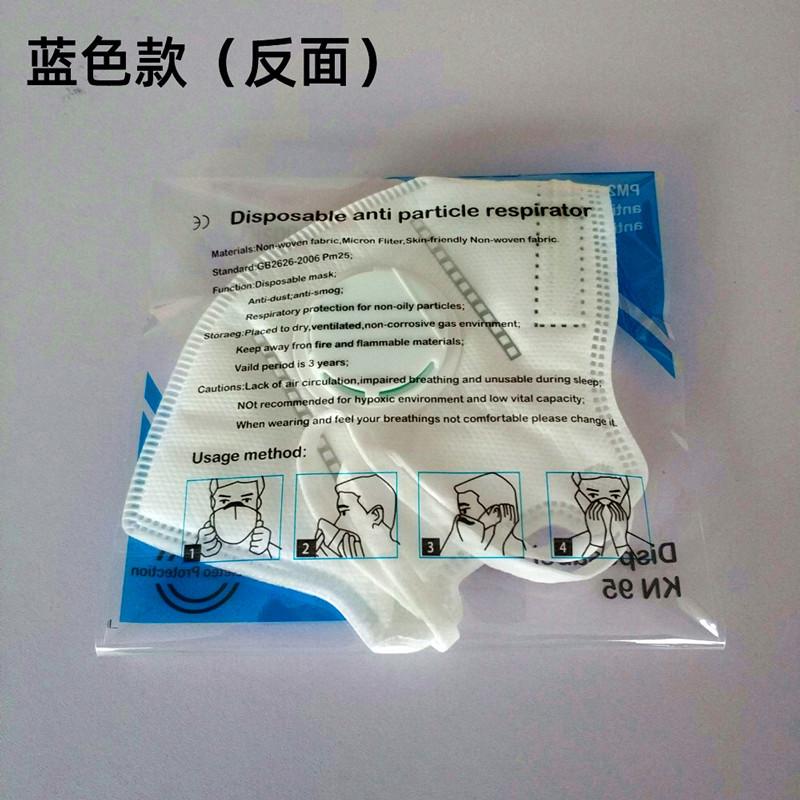 蓝色款（反面）
CE Disposable anti particle respirator
Materials:Non-woven fabric,Micron Fliter,Skin-friendly Non-woven fabric.
Standard:GB2626-2006 Pm25;
Function:Disposable mask;
Anti-dust;anti-smog;
Respiratory protection for non-oily particles;
Storaeg:Placed to dry,ventilated,non-corrosive gas envirnment;
Keep away fron fire and flammable materials;
Vaild period is 3 years;
Cautions:Lack of air circulation,impaired breathing and unusable during sleep;
NOt recommended for hypoxic environment and low vital capacity;
When wearing and feel your breathings not comfortable please change it.
Usage method:
1 2 3 4
PM2
anti
anti
KN 95
Protection